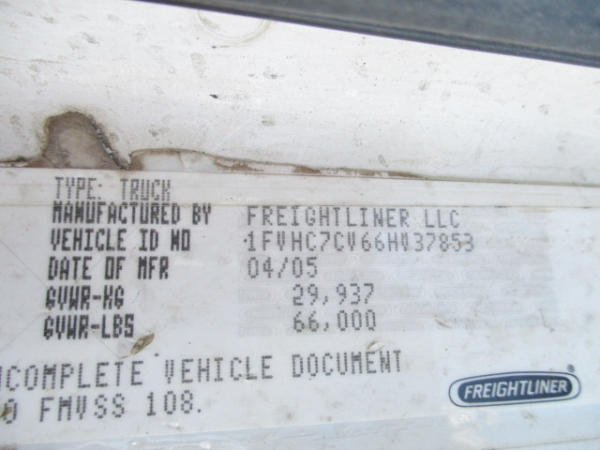 TYPE: TRUCK
MANUFACTURED BY FREIGHTLINER LLC
VEHICLE ID NO 1FVHC7CV66HV37853
DATE OF MFR 04/05
GVWR-KG 29,937
GVWR-LBS 66,000
NCOMPLETE VEHICLE DOCUMENT
O FMVSS 108.
FREIGHTLINER®